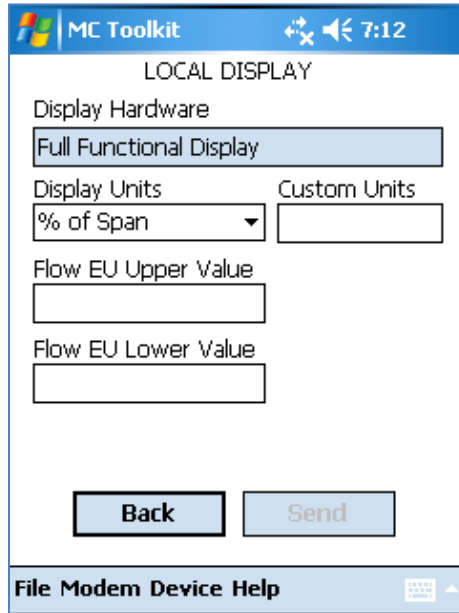 MC Toolkit 7:12
LOCAL DISPLAY
Display Hardware
Full Functional Display
Display Units Custom Units
% of Span
Flow EU Upper Value
Flow EU Lower Value
Back Send
File Modem Device Help